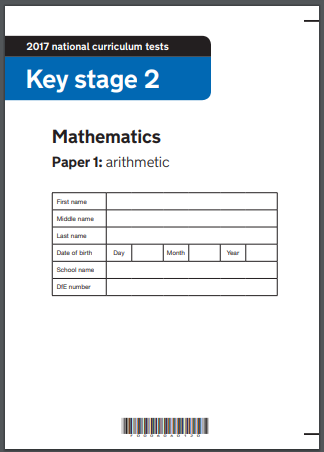 2017 national curriculum tests
Key stage 2
Mathematics
Paper 1: arithmetic
First name
Middle name
Last name
Date of birth Day Month Year
School name
DfE number